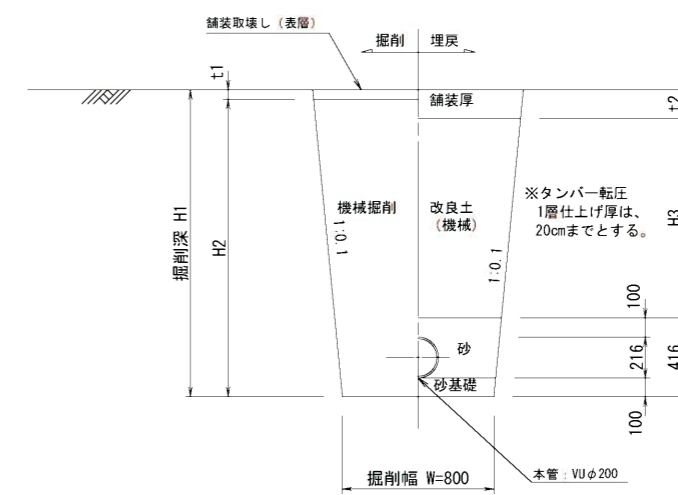 舗装取壊し（表層）
掘削 埋戻
t1
舗装厚
t2
※タンパー転圧
1層仕上げ厚は、
20cmまでとする。
機械掘削
改良土
（機械）
掘削深 H1
H2
H3
1:0.1
1:0.1
100
砂
216
416
砂基礎
100
本管：VUφ200
掘削幅 W=800